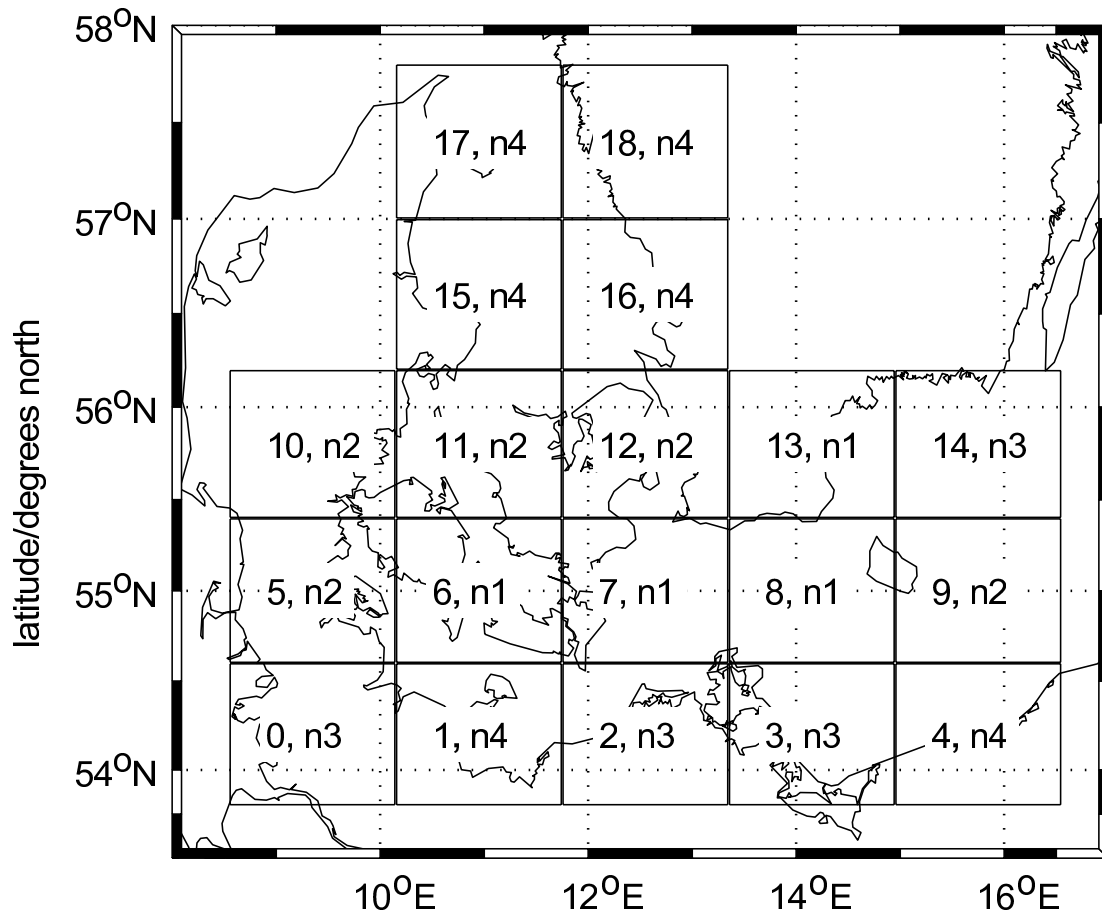 58°N
17, n4 18, n4
57°N
15, n4 16, n4
56°N
10, n2 11, n2 12, n2 13, n1 14, n3
latitude/degrees north
55°N
5, n2 6, n1 7, n1 8, n1 9, n2
0, n3 1, n4 2, n3 3, n3 4, n4
54°N
10°E 12°E 14°E 16°E